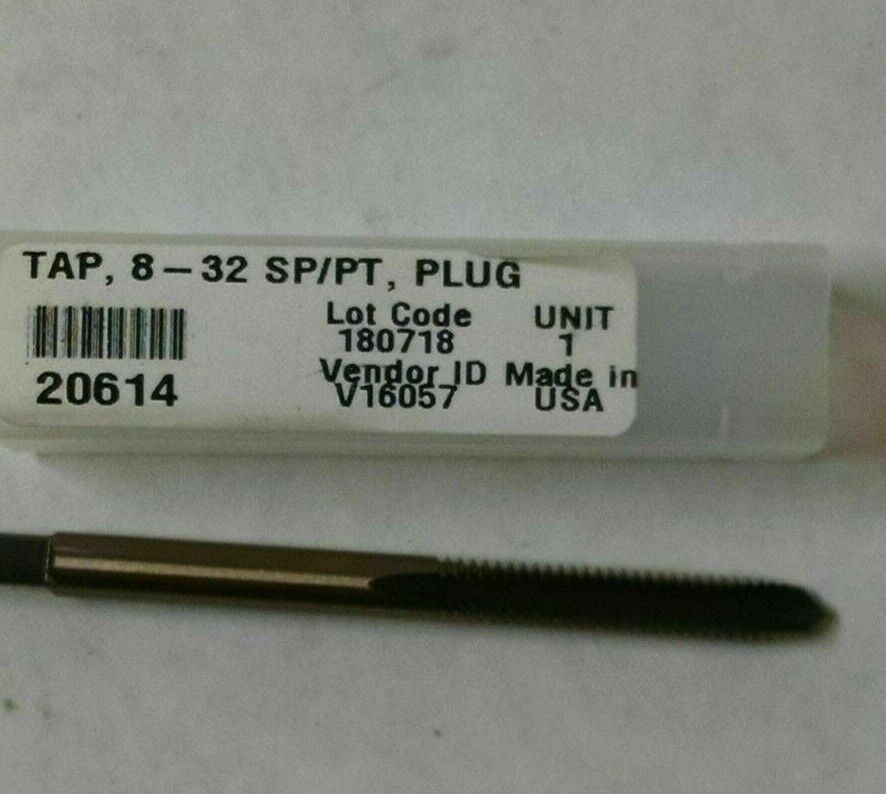 TAP, 8-32 SP/PT, PLUG
Lot Code UNIT
180718 1
20614
Vendor ID Made in
V16057 USA